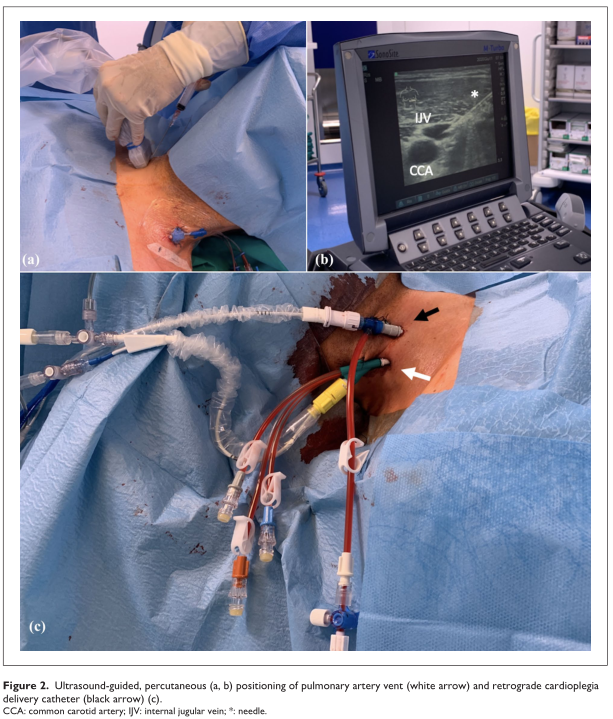 SonoSite
M-Turbo
*
IJV
CCA
(a)
(b)
(c)
Figure 2. Ultrasound-guided, percutaneous (a, b) positioning of pulmonary artery vent (white arrow) and retrograde cardioplegia
delivery catheter (black arrow) (c).
CCA: common carotid artery; IJV: internal jugular vein; *: needle.